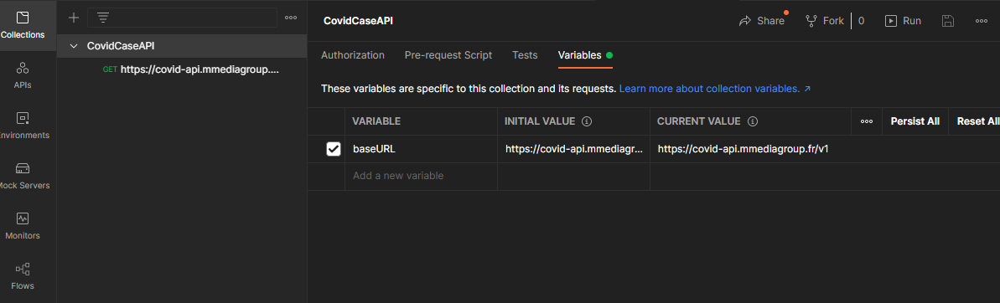 Collections
APIs
nvironments
Mock Servers
Monitors
Flows
CovidCaseAPI
GET https://covid-api.mmediagroup....
CovidCaseAPI
Share
Fork
0
Run
Authorization
Pre-request Script
Tests
Variables
These variables are specific to this collection and its requests. Learn more about collection variables. ↗
VARIABLE
INITIAL VALUE
CURRENT VALUE
Persist All
Reset All
baseURL
https://covid-api.mmediagr...
https://covid-api.mmediagroup.fr/v1
Add a new variable